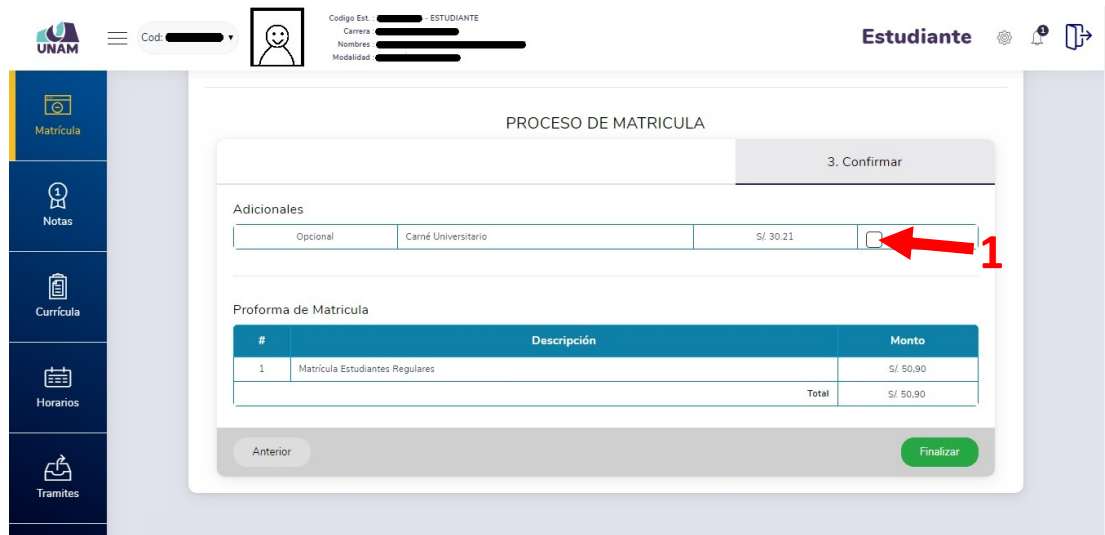 UNAM
Cod:
Codigo Est. : - ESTUDIANTE
Carrera :
Nombres :
Modalidad :
Estudiante
1
Matrícula
1
Notas
Currícula
Horarios
Tramites
PROCESO DE MATRICULA
3. Confirmar
Adicionales
Opcional Carné Universitario S/. 30.21
1
Proforma de Matricula
# Descripción Monto
1 Matrícula Estudiantes Regulares S/. 50,90
Total S/. 50,90
Anterior Finalizar